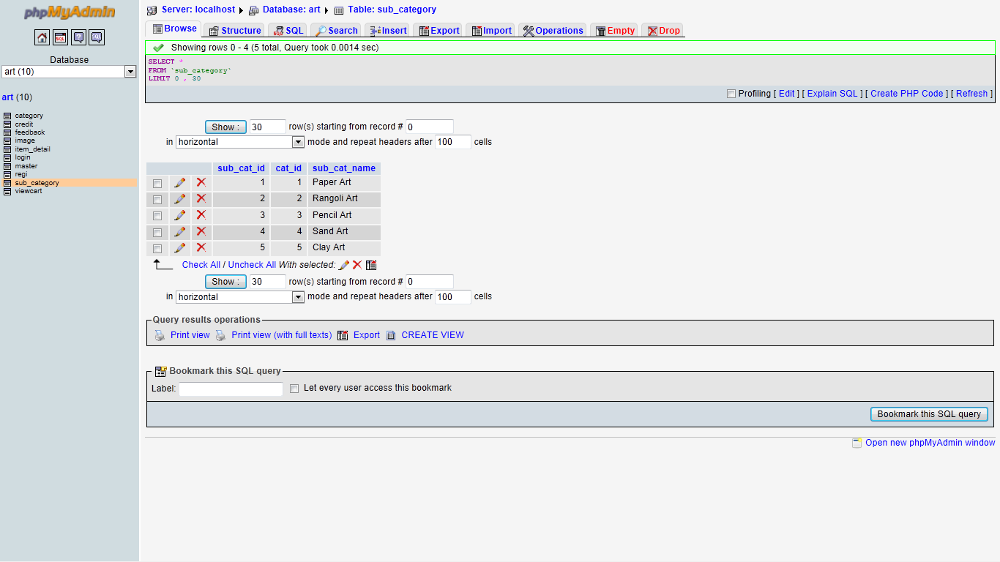 phpMyAdmin
SQL
SQL
Database
art (10)
art (10)
category
credit
feedback
image
item_detail
login
master
regi
sub_category
viewcart
Server: localhost Database: art Table: sub_category
Browse Structure SQL Search Insert Export Import Operations Empty Drop
Showing rows 0 - 4 (5 total, Query took 0.0014 sec)
SELECT *
FROM `sub_category`
LIMIT 0 , 30
Profiling [ Edit ] [ Explain SQL ] [ Create PHP Code ] [ Refresh ]
Show : 30 row(s) starting from record # 0
in horizontal mode and repeat headers after 100 cells
sub_cat_id cat_id sub_cat_name
1 1 Paper Art
2 2 Rangoli Art
3 3 Pencil Art
4 4 Sand Art
5 5 Clay Art
Check All / Uncheck All With selected:
Show : 30 row(s) starting from record # 0
in horizontal mode and repeat headers after 100 cells
Query results operations
Print view Print view (with full texts) Export CREATE VIEW
Bookmark this SQL query
Label: Let every user access this bookmark
Bookmark this SQL query
Open new phpMyAdmin window